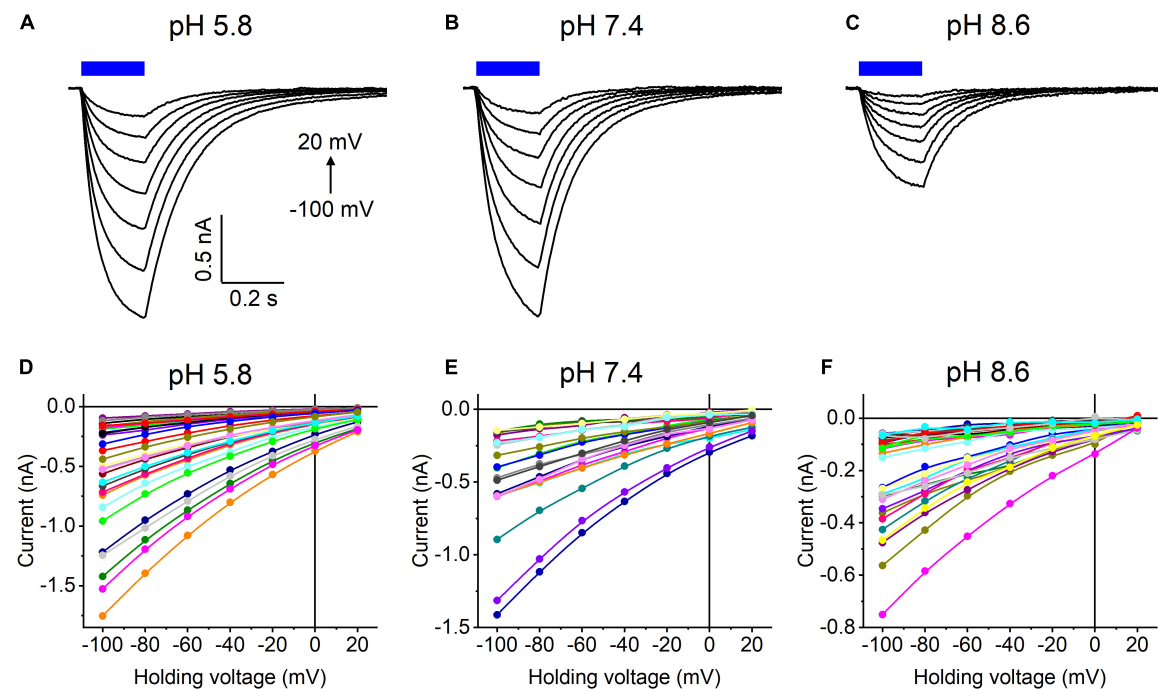 A
pH 5.8
B
pH 7.4
C
pH 8.6
20 mV
-100 mV
0.5 nA
0.2 s
D
pH 5.8
E
pH 7.4
F
pH 8.6
0.0
-0.5
-1.0
-1.5
Current (nA)
-100 -80 -60 -40 -20 0 20
Holding voltage (mV)
0.0
-0.5
-1.0
-1.5
Current (nA)
-100 -80 -60 -40 -20 0 20
Holding voltage (mV)
0.0
-0.2
-0.4
-0.6
-0.8
Current (nA)
-100 -80 -60 -40 -20 0 20
Holding voltage (mV)